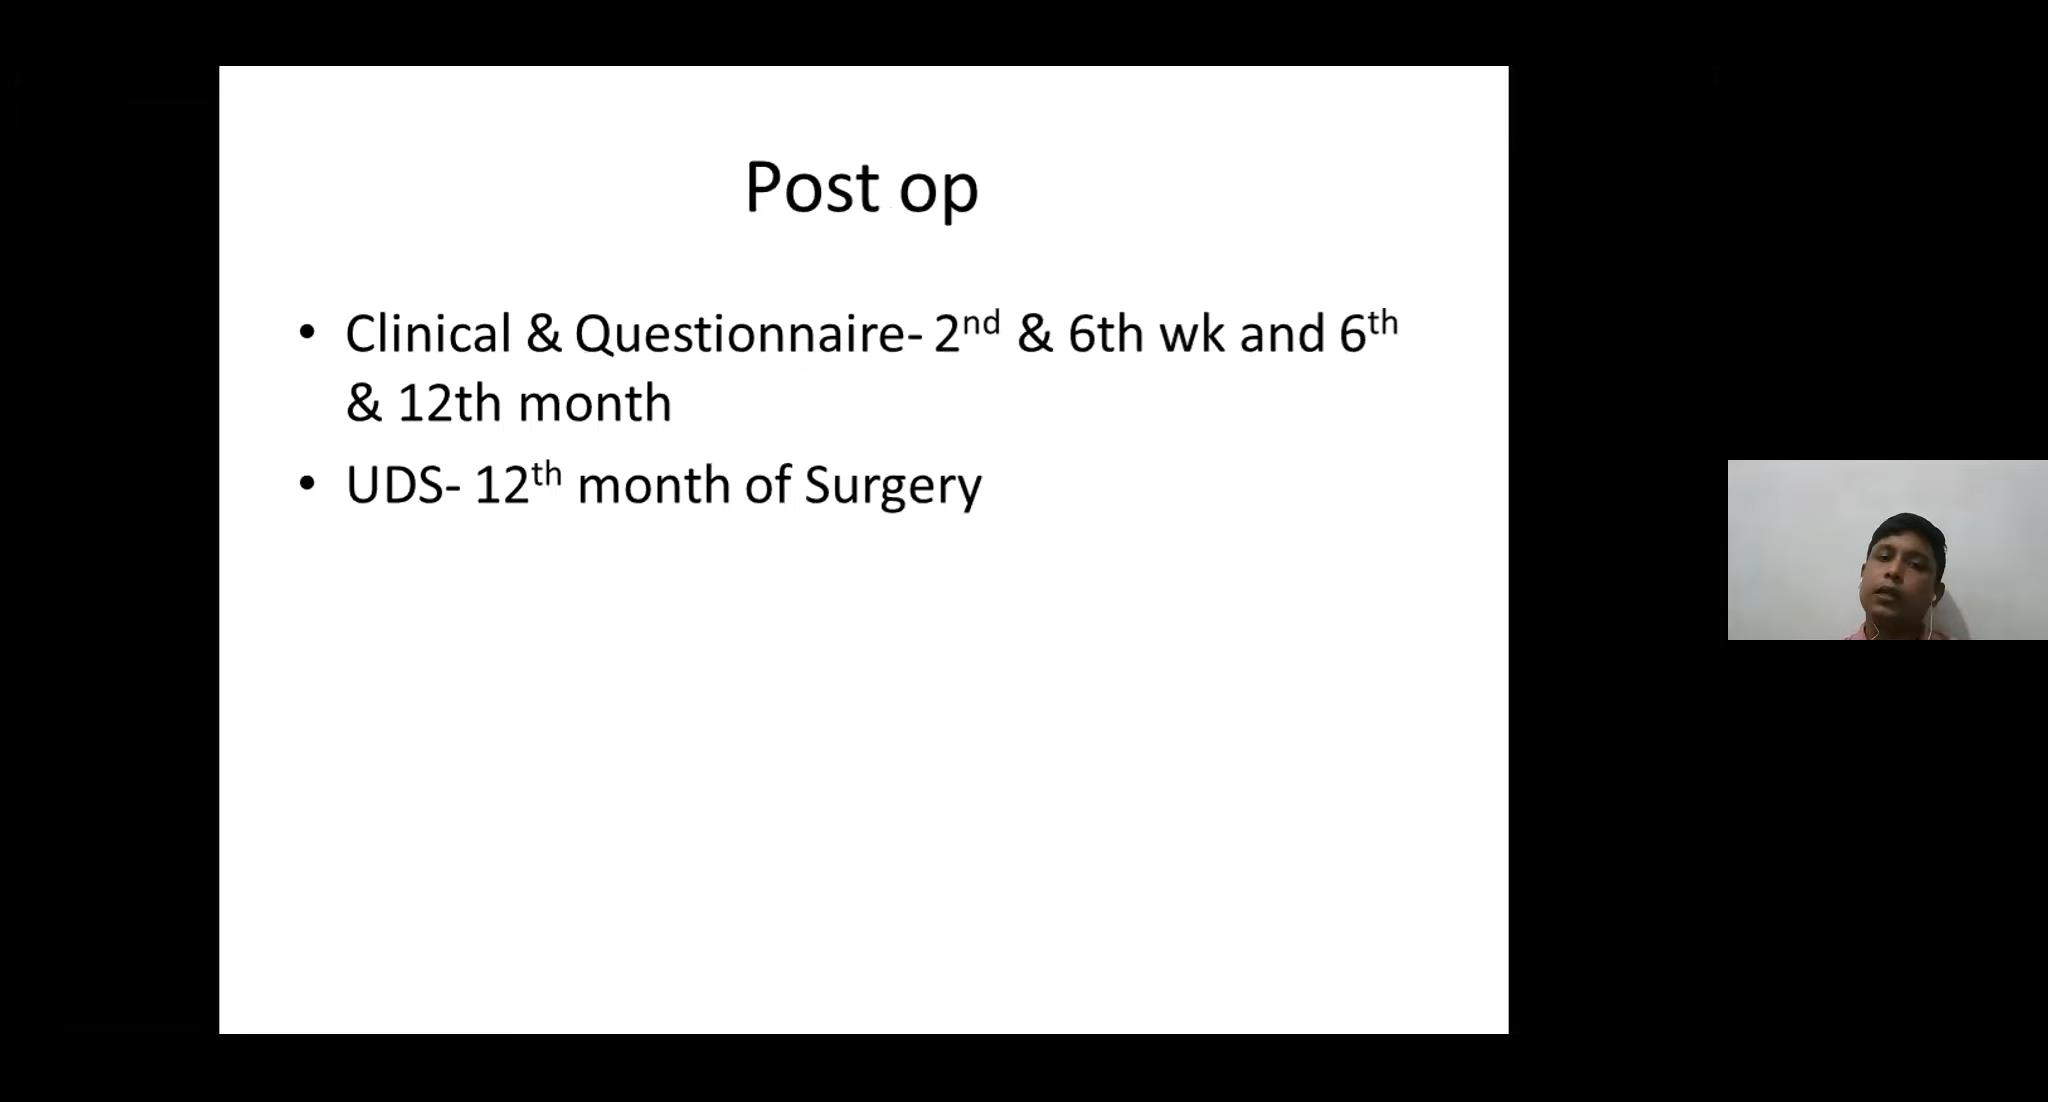 Post op
• Clinical & Questionnaire- 2nd & 6th wk and 6th
& 12th month
• UDS- 12th month of Surgery